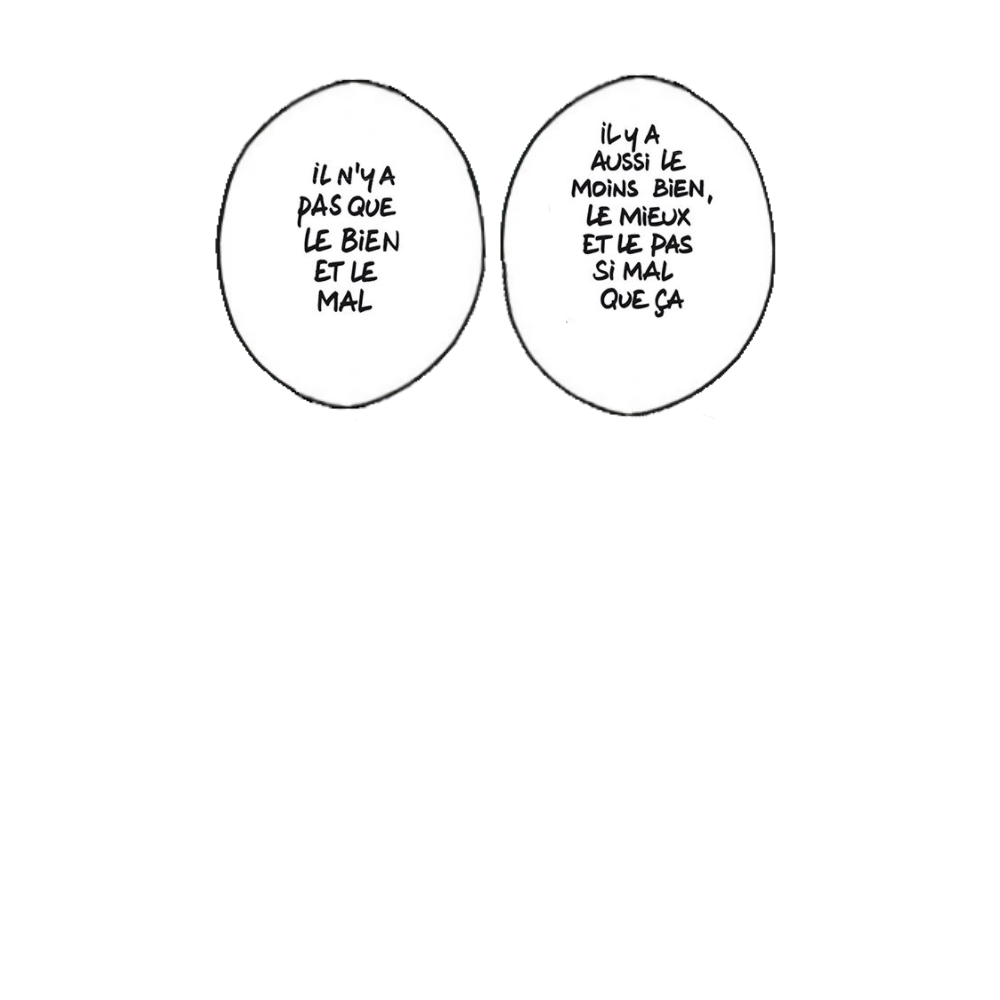 IL N'Y A
PAS QUE
LE BIEN
ET LE
MAL
IL Y A
AUSSI LE
MOINS BIEN,
LE MIEUX
ET LE PAS
SI MAL
QUE ÇA